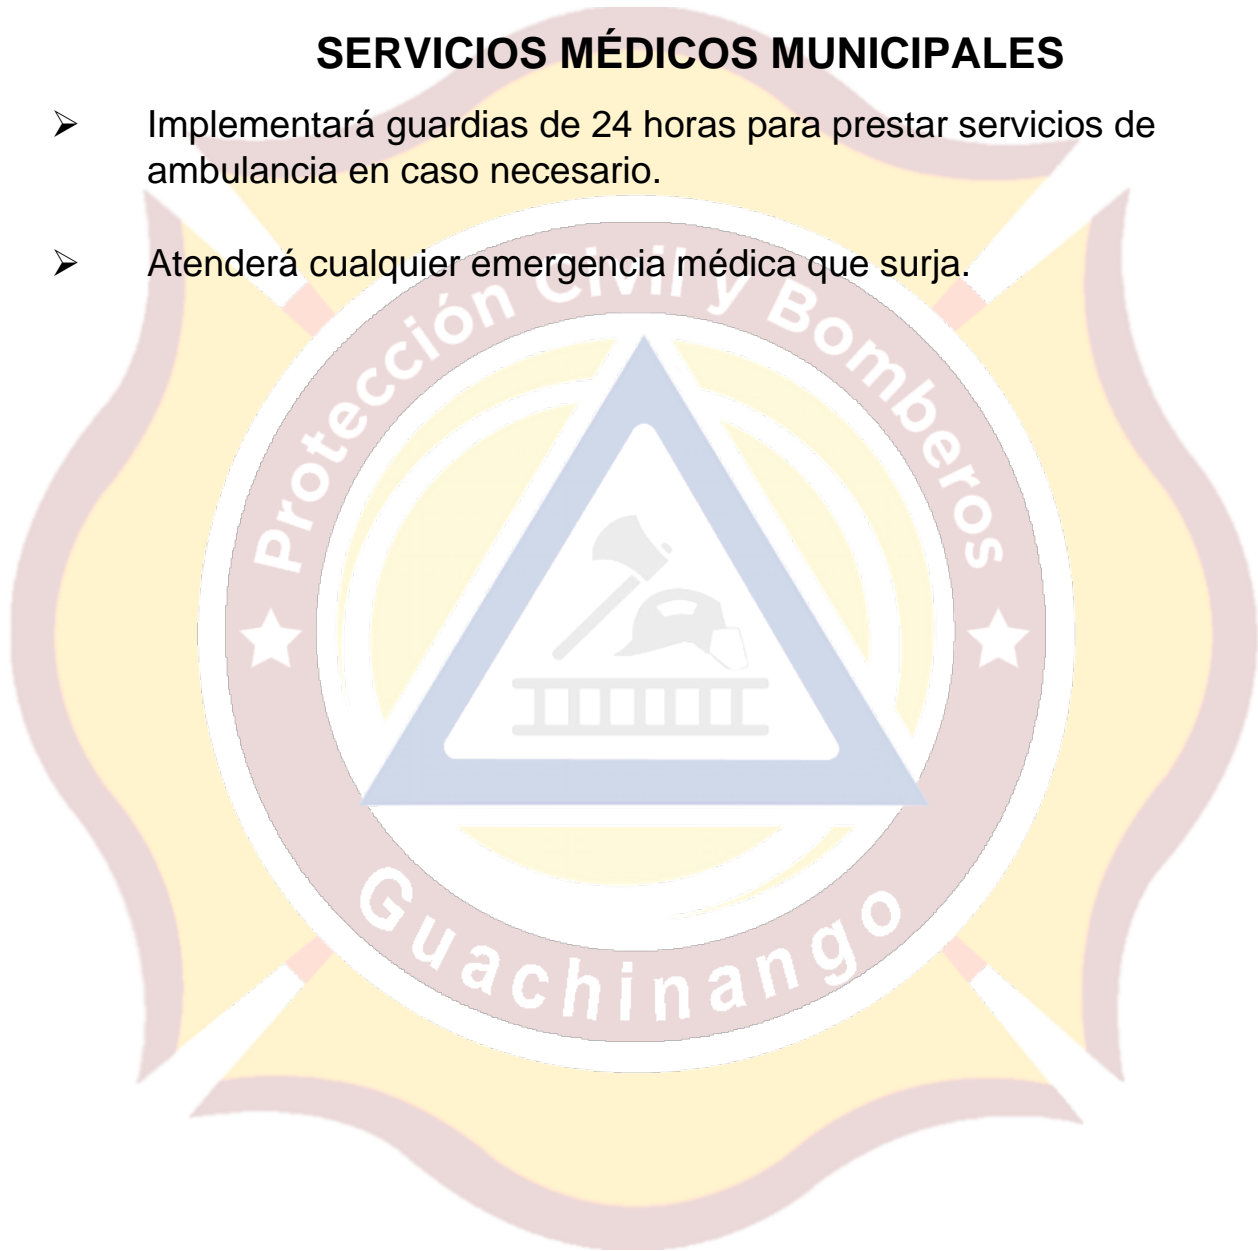 SERVICIOS MÉDICOS MUNICIPALES
➢ Implementará guardias de 24 horas para prestar servicios de
ambulancia en caso necesario.
➢ Atenderá cualquier emergencia médica que surja.
Protección Civil y Bomberos
Guachinango